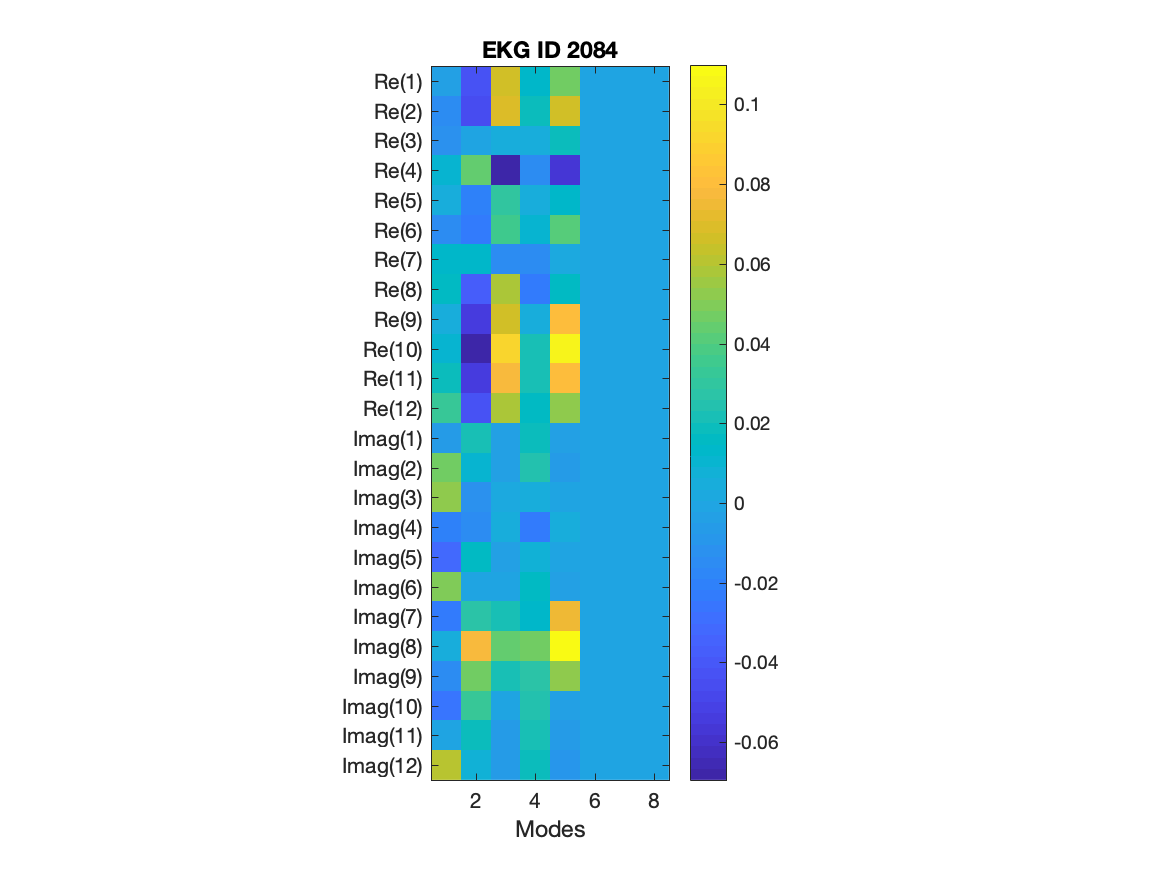 EKG ID 2084
Re(1)
Re(2)
Re(3)
Re(4)
Re(5)
Re(6)
Re(7)
Re(8)
Re(9)
Re(10)
Re(11)
Re(12)
Imag(1)
Imag(2)
Imag(3)
Imag(4)
Imag(5)
Imag(6)
Imag(7)
Imag(8)
Imag(9)
Imag(10)
Imag(11)
Imag(12)
2 4 6 8
Modes
0.1
0.08
0.06
0.04
0.02
0
-0.02
-0.04
-0.06